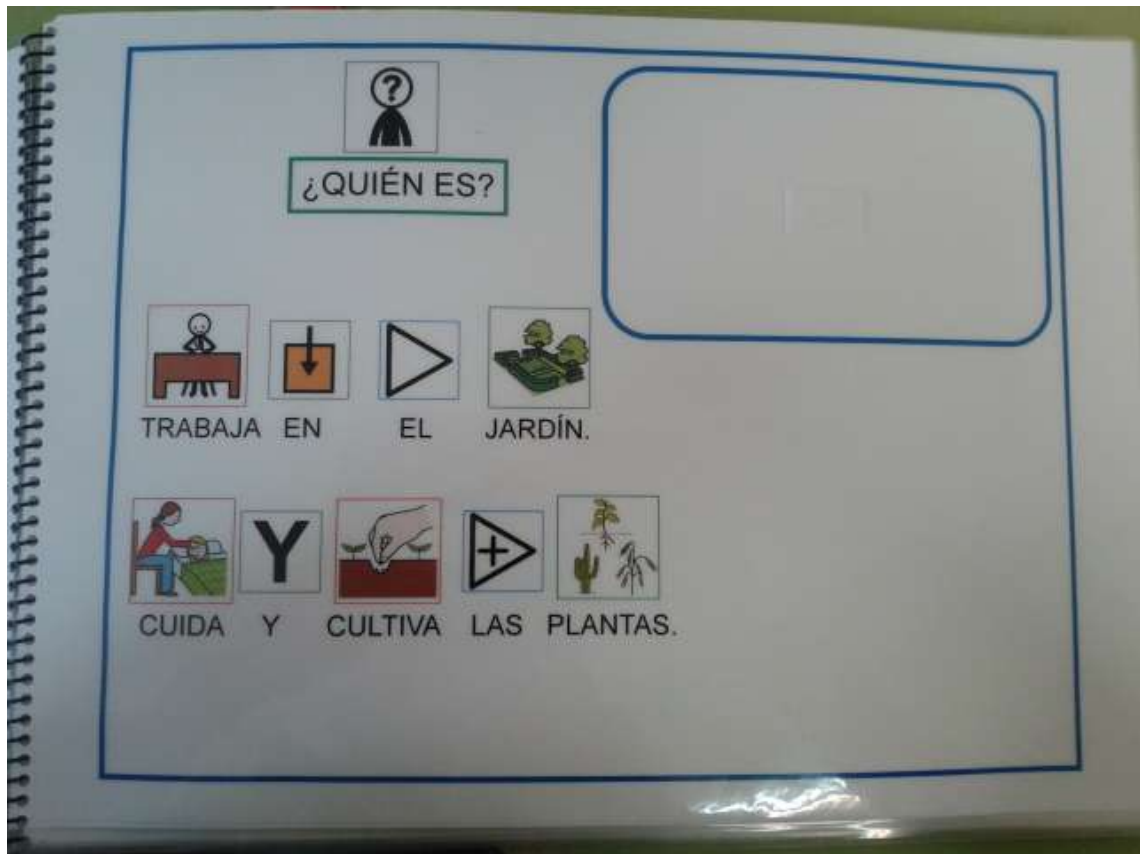 ¿QUIÉN ES?
TRABAJA EN EL JARDÍN.
Y
CUIDA Y CULTIVA LAS PLANTAS.